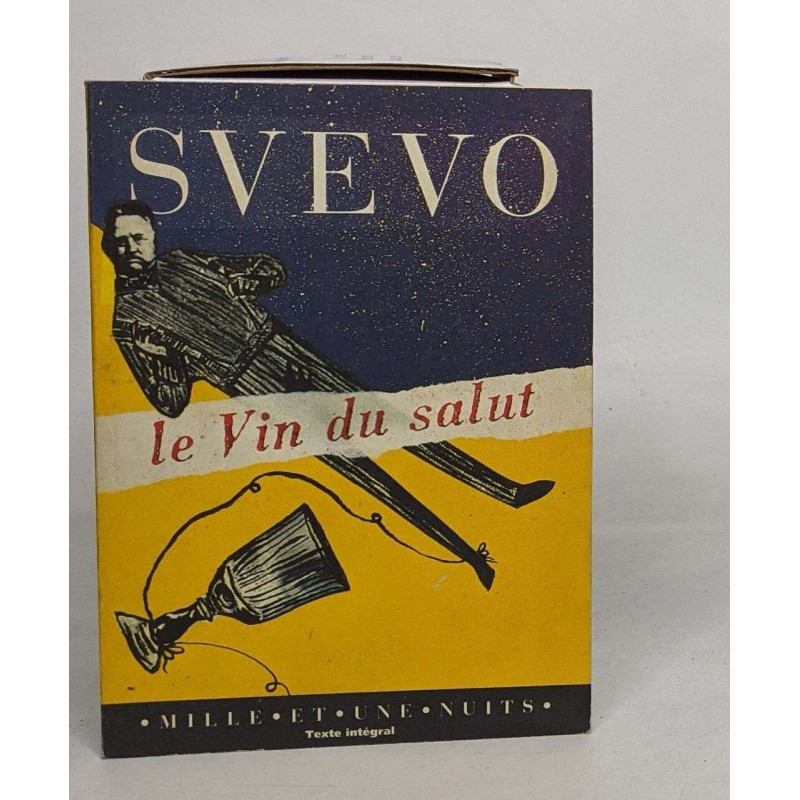 SVEVO
le Vin du salut
• MILLE • ET • UNE • NUITS •
Texte intégral